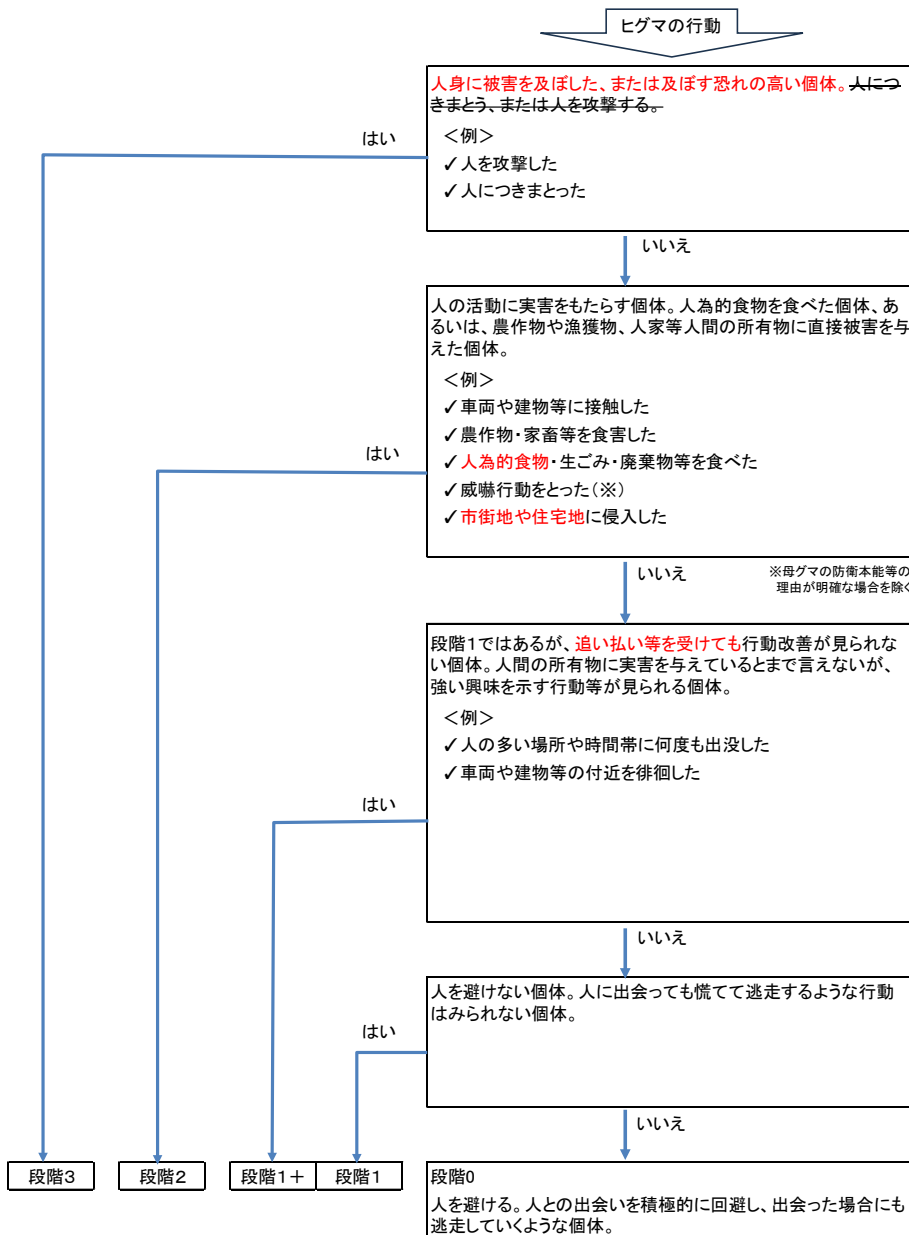 ヒグマの行動
人身に被害を及ぼした、または及ぼす恐れの高い個体。人につ
きまとう、または人を攻撃する。
＜例＞
✓人を攻撃した
✓人につきまとった
はい
いいえ
人の活動に実害をもたらす個体。人為的食物を食べた個体、あ
るいは、農作物や漁獲物、人家等人間の所有物に直接被害を与
えた個体。
＜例＞
✓車両や建物等に接触した
✓農作物・家畜等を食害した
✓人為的食物・生ごみ・廃棄物等を食べた
✓威嚇行動をとった(※)
✓市街地や住宅地に侵入した
はい
いいえ
※母グマの防衛本能等の
理由が明確な場合を除く
段階１ではあるが、追い払い等を受けても行動改善が見られな
い個体。人間の所有物に実害を与えているとまで言えないが、
強い興味を示す行動等が見られる個体。
＜例＞
✓人の多い場所や時間帯に何度も出没した
✓車両や建物等の付近を徘徊した
はい
いいえ
人を避けない個体。人に出会っても慌てて逃走するような行動
はみられない個体。
はい
いいえ
段階3
段階2
段階1＋
段階1
段階0
人を避ける。人との出会いを積極的に回避し、出会った場合にも
逃走していくような個体。